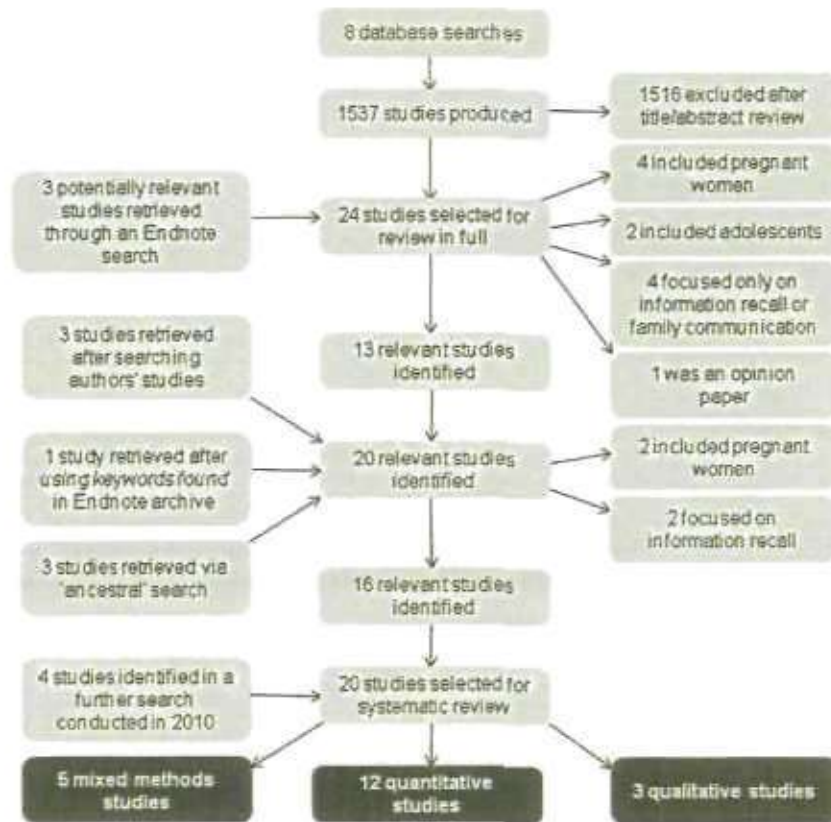 8 database searches
1537 studies produced
1516 excluded after
title/abstract review
4 included pregnant
women
3 potentially relevant
studies retrieved
through an Endnote
search
24 studies selected for
review in full
2 included adolescents
4 focused only on
information recall or
family communication
3 studies retrieved
after searching
authors' studies
13 relevant studies
identified
1 was an opinion
paper
1 study retrieved after
using keywords found
in Endnote archive
20 relevant studies
identified
2 included pregnant
women
2 focused on
information recall
3 studies retrieved via
'ancestral' search
16 relevant studies
identified
4 studies identified in a
further search
conducted in 2010
20 studies selected for
systematic review
5 mixed methods
studies
12 quantitative
studies
3 qualitative studies